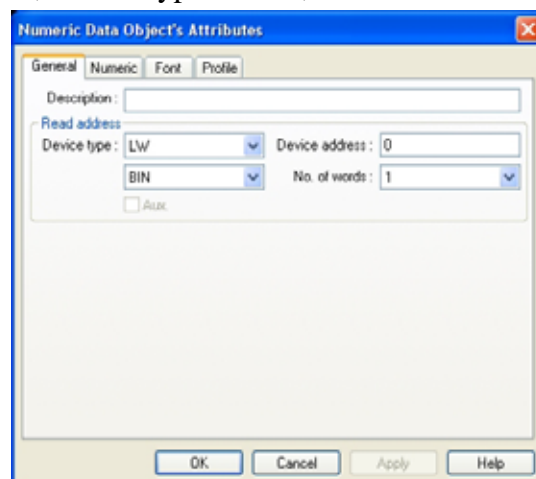 Numeric Data Object's Attributes
General Numeric Font Profile
Description :
Read address
Device type : LW Device address : 0
BIN No. of words : 1
Aux.
OK Cancel Apply Help